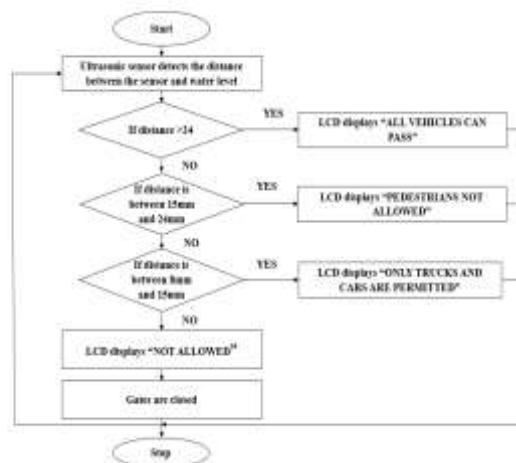 Start
Ultrasonic sensor detects the distance
between the sensor and water level
If distance >24
YES
LCD displays “ALL VEHICLES CAN
PASS”
NO
If distance is
between 15mm
and 24mm
YES
LCD displays “PEDESTRIANS NOT
ALLOWED”
NO
If distance is
between 8mm
and 15mm
YES
LCD displays “ONLY TRUCKS AND
CARS ARE PERMITTED”
NO
LCD displays “NOT ALLOWED”
Gates are closed
Stop